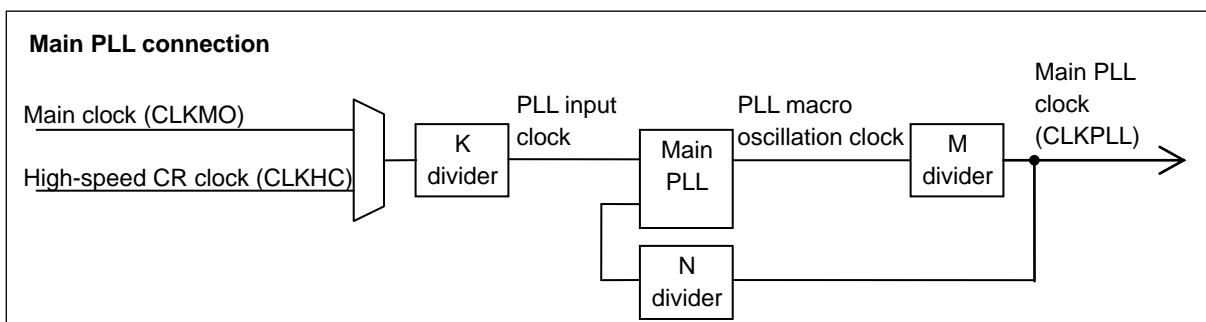 Main PLL connection
Main clock (CLKMO)
High-speed CR clock (CLKHC)
K
divider
PLL input
clock
Main
PLL
PLL macro
oscillation clock
M
divider
Main PLL
clock
(CLKPLL)
N
divider